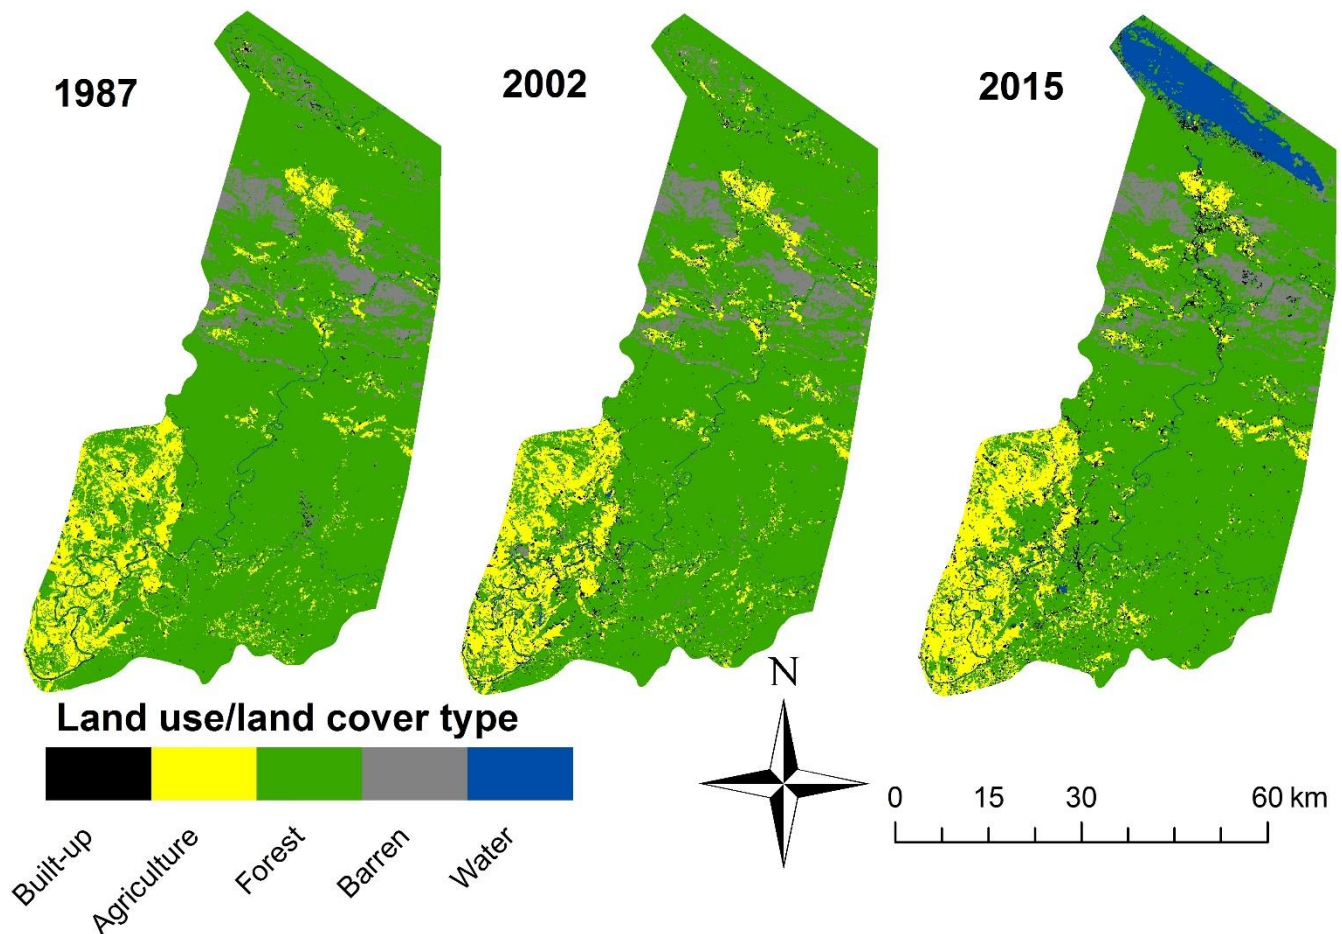 1987
2002
2015
Land use/land cover type
Built-up
Agriculture
Forest
Barren
Water
N
0 15 30 60 km